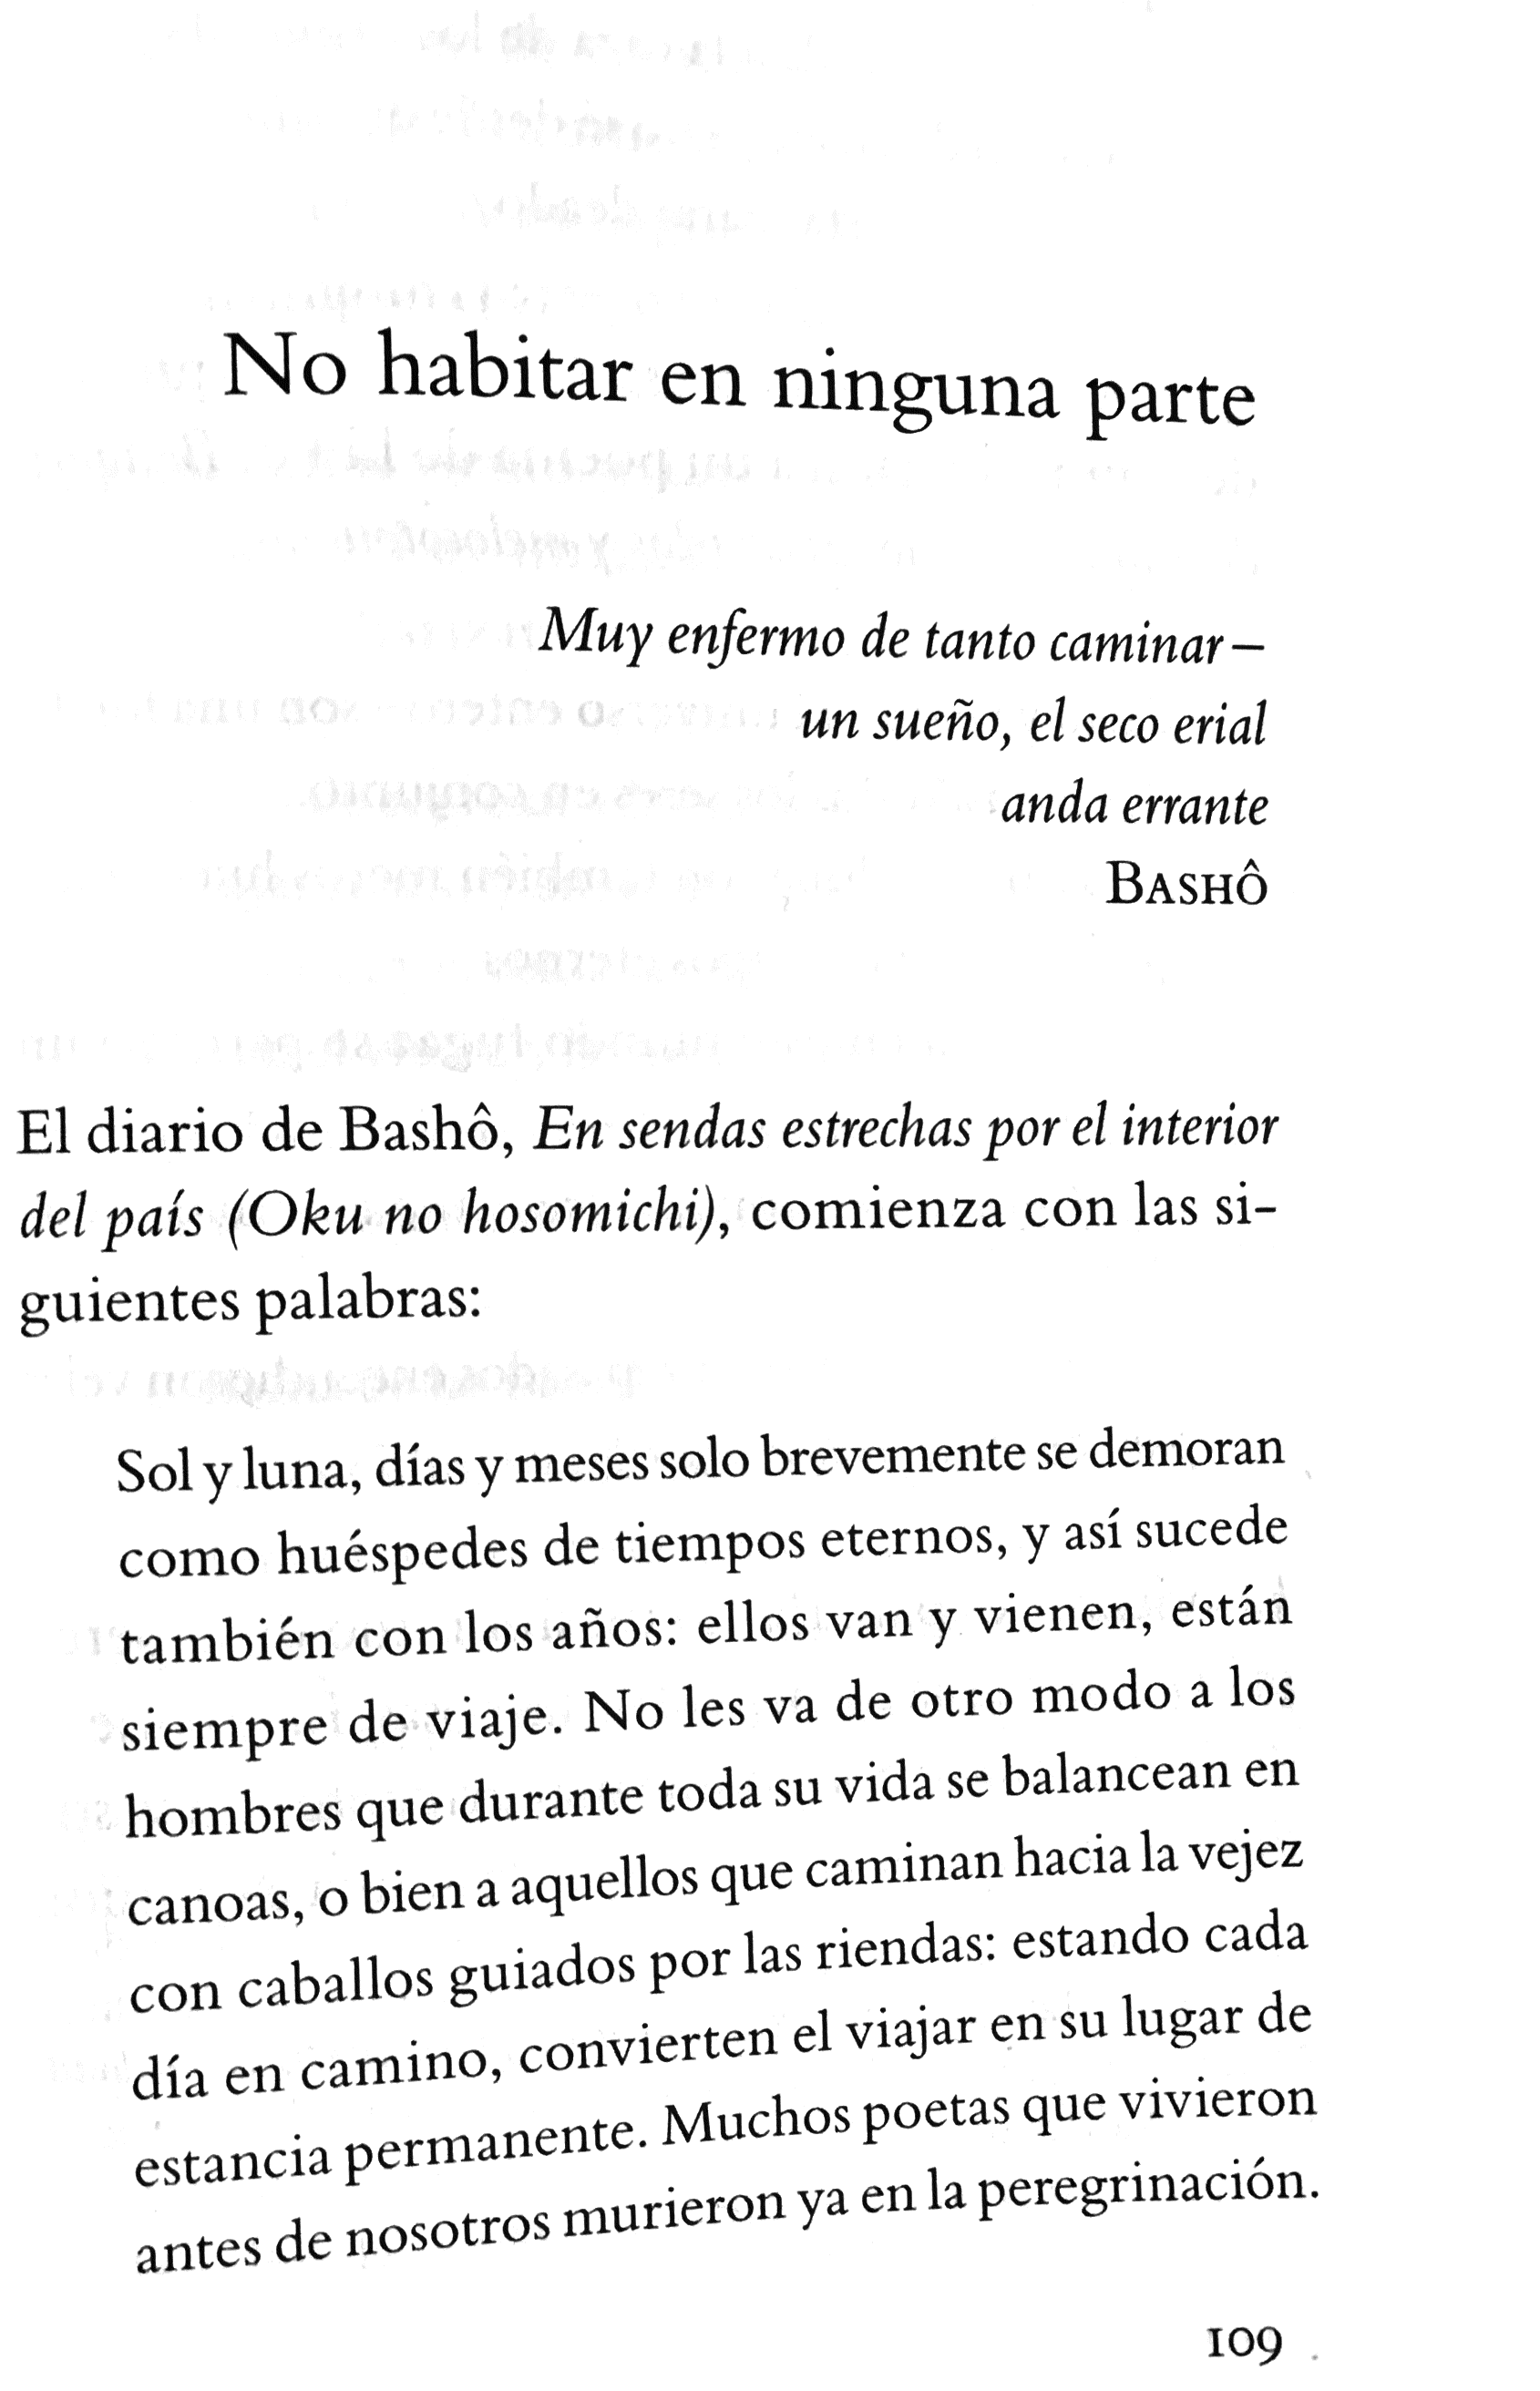 No habitar en ninguna parte
Muy enfermo de tanto caminar—
un sueño, el seco erial
anda errante
BASHÔ
El diario de Bashô, En sendas estrechas por el interior
del país (Oku no hosomichi), comienza con las si-
guientes palabras:
Sol y luna, días y meses solo brevemente se demoran
como huéspedes de tiempos eternos, y así sucede
también con los años: ellos van y vienen, están
siempre de viaje. No les va de otro modo a los
hombres que durante toda su vida se balancean en
canoas, o bien a aquellos que caminan hacia la vejez
con caballos guiados por las riendas: estando cada
día en camino, convierten el viajar en su lugar de
estancia permanente. Muchos poetas que vivieron
antes de nosotros murieron ya en la peregrinación.
109